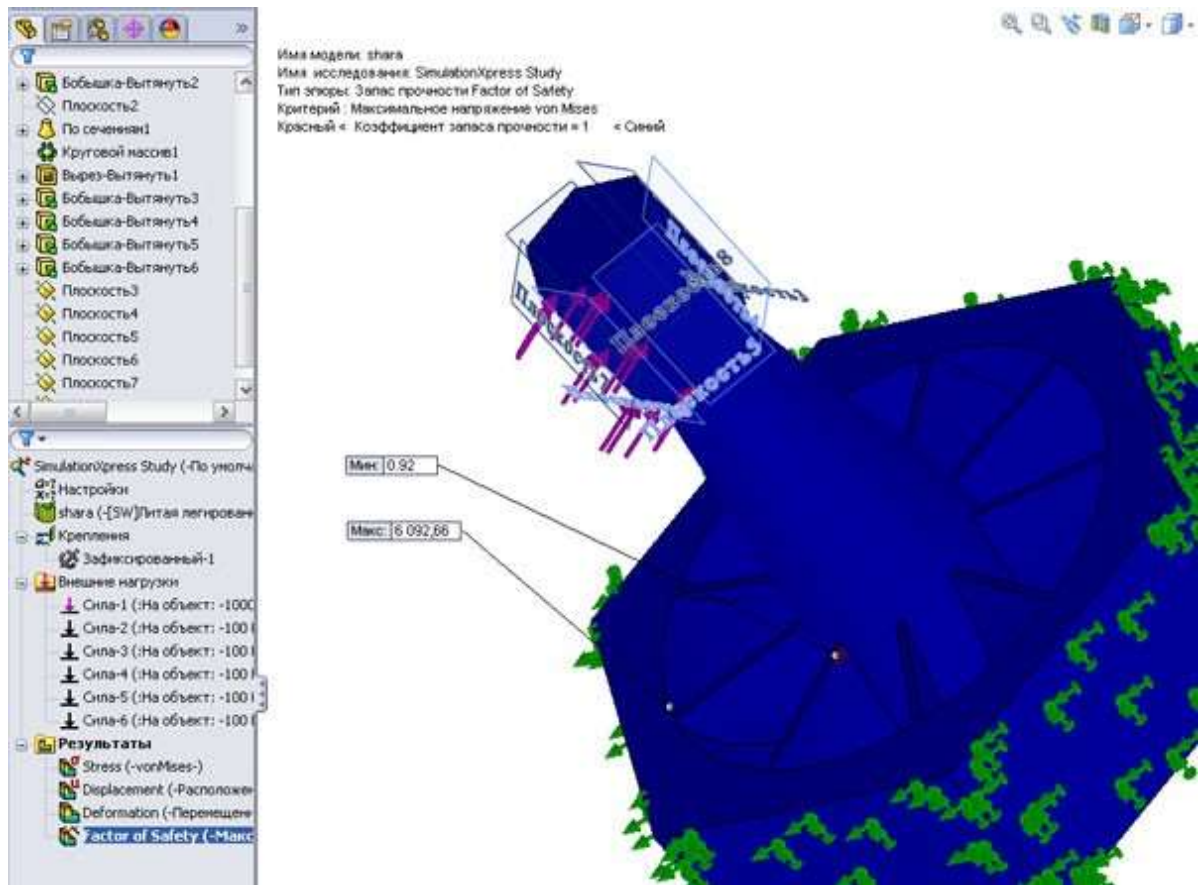 Имя модели: shara
Имя исследования: SimulationXpress Study
Тип эпюры: Запас прочности Factor of Safety
Критерий : Максимальное напряжение von Mises
Красный < Коэффициент запаса прочности = 1 < Синий
Бобышка-Вытянуть2
Плоскость2
По сечениям1
Круговой массив1
Вырез-Вытянуть1
Бобышка-Вытянуть3
Бобышка-Вытянуть4
Бобышка-Вытянуть5
Бобышка-Вытянуть6
Плоскость3
Плоскость4
Плоскость5
Плоскость6
Плоскость7
SimulationXpress Study (-По умолч
Настройки
shara (-[SW]Литая легирован
Крепления
Зафиксированный-1
Внешние нагрузки
Сила-1 (:На объект: -1000
Сила-2 (:На объект: -100
Сила-3 (:На объект: -100
Сила-4 (:На объект: -100
Сила-5 (:На объект: -100
Сила-6 (:На объект: -100
Результаты
Stress (-vonMises-)
Displacement (-Расположен
Deformation (-Перемещен
Factor of Safety (-Макс
Мин: 0.92
Макс: 6 092,66
Плоскость5